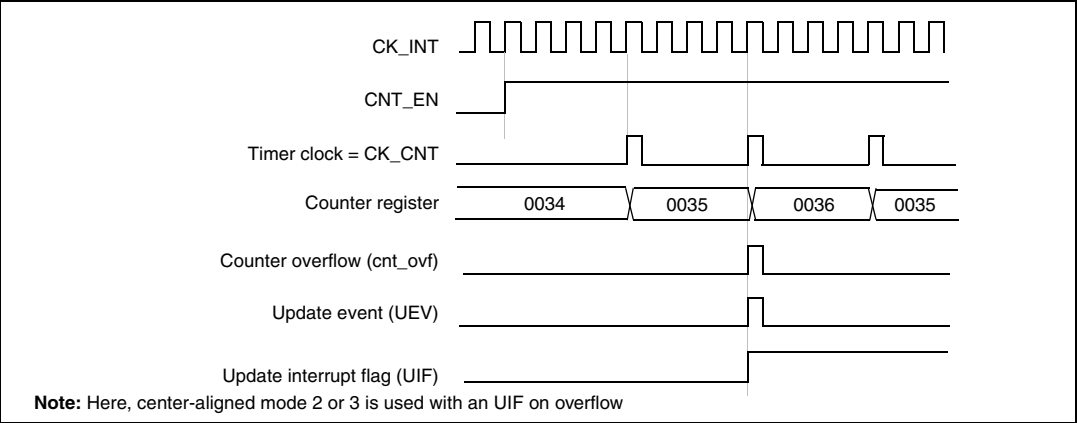 CK_INT
CNT_EN
Timer clock = CK_CNT
Counter register 0034 0035 0036 0035
Counter overflow (cnt_ovf)
Update event (UEV)
Update interrupt flag (UIF)
Note: Here, center-aligned mode 2 or 3 is used with an UIF on overflow